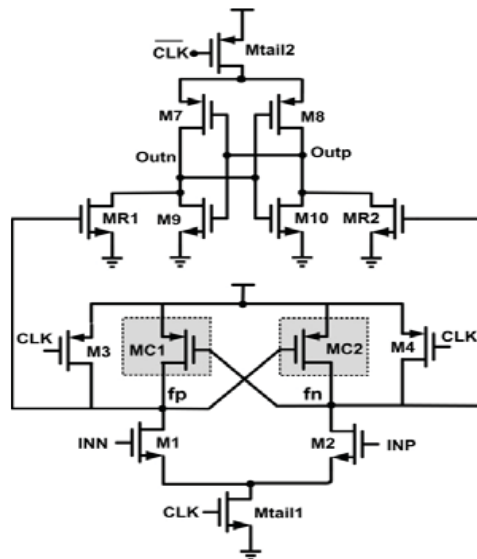 CLK Mtail2
M7 M8
Outn Outp
MR1 M9 M10 MR2
CLK M3 MC1 MC2 M4 CLK
fp fn
INN M1 M2 INP
CLK Mtail1